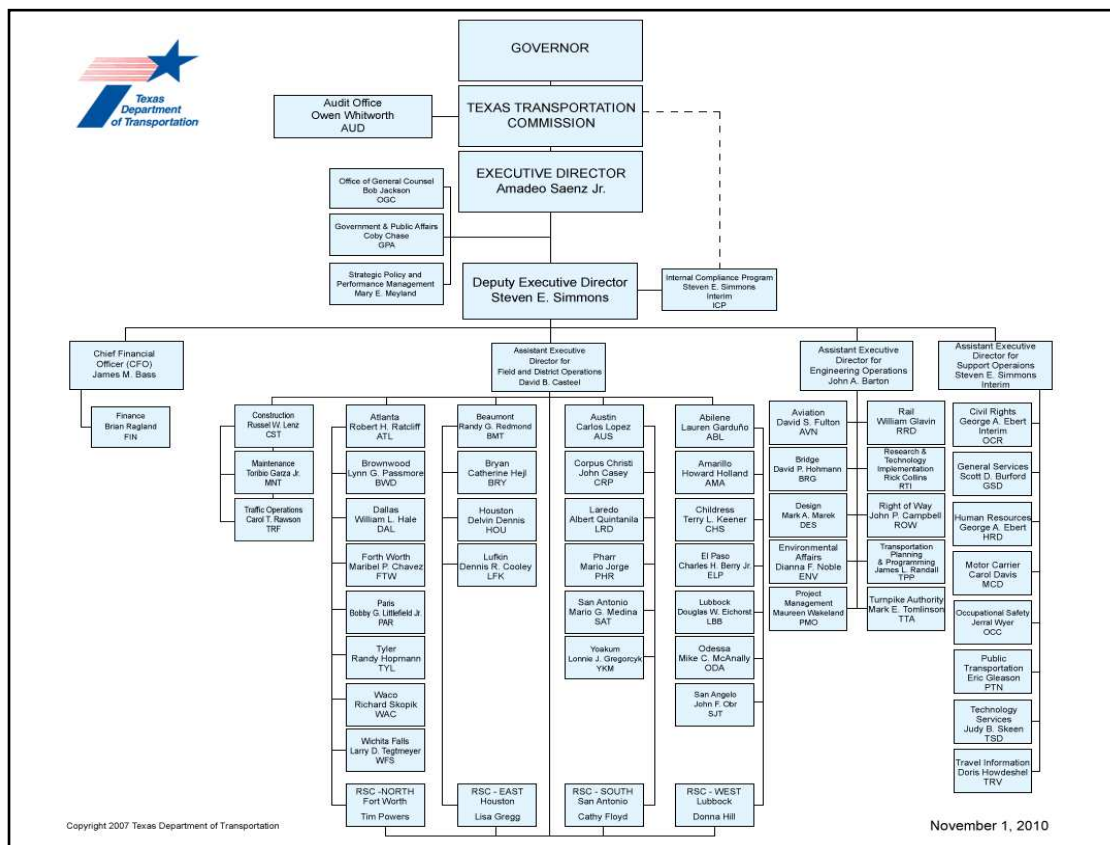 GOVERNOR
Texas
Department
of Transportation
Audit Office
Owen Whitworth
AUD
TEXAS TRANSPORTATION
COMMISSION
EXECUTIVE DIRECTOR
Amadeo Saenz Jr.
Office of General Counsel
Bob Jackson
OGC
Government & Public Affairs
Coby Chase
GPA
Strategic Policy and
Performance Management
Mary E. Meyland
Deputy Executive Director
Steven E. Simmons
Internal Compliance Program
Steven E. Simmons
Interim
ICP
Chief Financial
Officer (CFO)
James M. Bass
Assistant Executive
Director for
Field and District Operations
David B. Casteel
Assistant Executive
Director for
Engineering Operations
John A. Barton
Assistant Executive
Director for
Support Operaions
Steven E. Simmons
Interim
Finance
Brian Ragland
FIN
Construction
Russel W. Lenz
CST
Maintenance
Toribio Garza Jr.
MNT
Traffic Operations
Carol T. Rawson
TRF
Atlanta
Robert H. Ratcliff
ATL
Brownwood
Lynn G. Passmore
BWD
Dallas
William L. Hale
DAL
Forth Worth
Maribel P. Chavez
FTW
Paris
Bobby G. Littlefield Jr.
PAR
Tyler
Randy Hopmann
TYL
Waco
Richard Skopik
WAC
Wichita Falls
Larry D. Tegtmeyer
WFS
RSC -NORTH
Fort Worth
Tim Powers
Beaumont
Randy G. Redmond
BMT
Bryan
Catherine Hejl
BRY
Houston
Delvin Dennis
HOU
Lufkin
Dennis R. Cooley
LFK
RSC - EAST
Houston
Lisa Gregg
Austin
Carlos Lopez
AUS
Corpus Christi
John Casey
CRP
Laredo
Albert Quintanila
LRD
Pharr
Mario Jorge
PHR
San Antonio
Mario G. Medina
SAT
Yoakum
Lonnie J. Gregorcyk
YKM
RSC - SOUTH
San Antonio
Cathy Floyd
Abilene
Lauren Garduño
ABL
Amarillo
Howard Holland
AMA
Childress
Terry L. Keener
CHS
El Paso
Charles H. Berry Jr.
ELP
Lubbock
Douglas W. Eichorst
LBB
Odessa
Mike C. McAnally
ODA
San Angelo
John F. Obr
SJT
RSC - WEST
Lubbock
Donna Hill
Aviation
David S. Fulton
AVN
Bridge
David P. Hohmann
BRG
Design
Mark A. Marek
DES
Environmental
Affairs
Dianna F. Noble
ENV
Project
Management
Maureen Wakeland
PMO
Rail
William Glavin
RRD
Research &
Technology
Implementation
Rick Collins
RTI
Right of Way
John P. Campbell
ROW
Transportation
Planning
& Programming
James L. Randall
TPP
Turnpike Authority
Mark E. Tomlinson
TTA
Civil Rights
George A. Ebert
Interim
OCR
General Services
Scott D. Burford
GSD
Human Resources
George A. Ebert
HRD
Motor Carrier
Carol Davis
MCD
Occupational Safety
Jerral Wyer
OCC
Public
Transportation
Eric Gleason
PTN
Technology
Services
Judy B. Skeen
TSD
Travel Information
Doris Howdeshel
TRV
Copyright 2007 Texas Department of Transportation
November 1, 2010